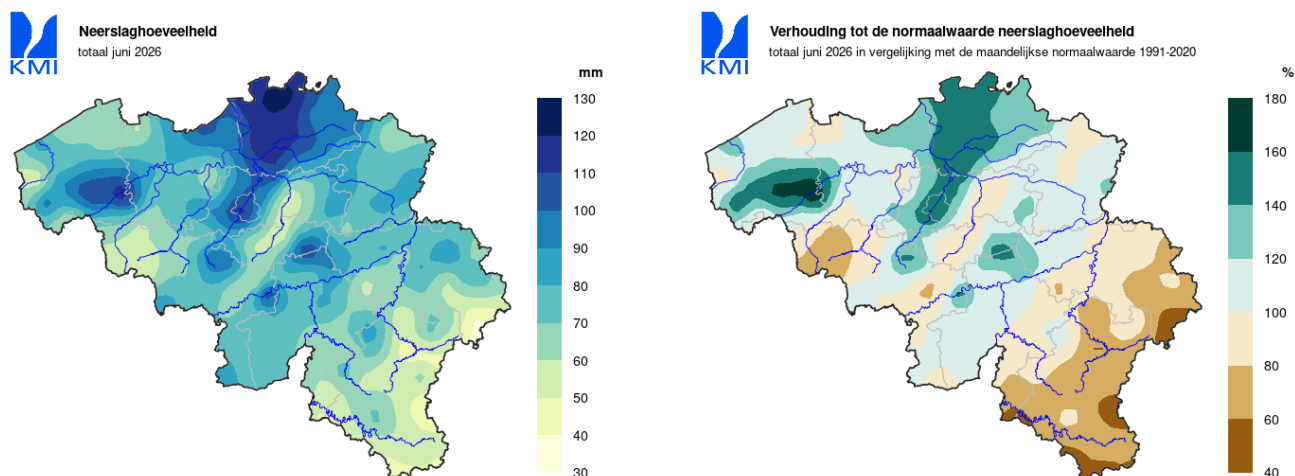 KMI
Neerslaghoeveelheid
totaal juni 2026
mm
130
120
110
100
90
80
70
60
50
40
30
KMI
Verhouding tot de normaalwaarde neerslaghoeveelheid
totaal juni 2026 in vergelijking met de maandelijkse normaalwaarde 1991-2020
%
180
160
140
120
100
80
60
40